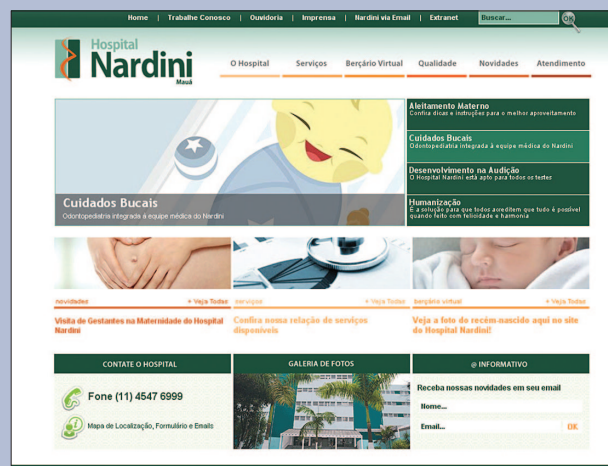 Home | Trabalhe Conosco | Ouvidoria | Imprensa | Nardini via Email | Extranet
Buscar...
OK
Hospital
Nardini
Mauá
O Hospital Serviços Berçário Virtual Qualidade Novidades Atendimento
Cuidados Bucais
Odontopediatria integrada à equipe médica do Nardini
Aleitamento Materno
Confira dicas e instruções para o melhor aproveitamento
Cuidados Bucais
Odontopediatria integrada à equipe médica do Nardini
Desenvolvimento na Audição
O Hospital Nardini está apto para todos os testes
Humanização
É a solução para que todos acreditem que tudo é possível
quando feito com felicidade e harmonia
novidades + Veja Todas
Visita de Gestantes na Maternidade do Hospital
Nardini
serviços + Veja Todas
Confira nossa relação de serviços
disponíveis
berçário virtual + Veja Todas
Veja a foto do recém-nascido aqui no site
do Hospital Nardini!
CONTATE O HOSPITAL
Fone (11) 4547 6999
Mapa de Localização, Formulário e Emails
GALERIA DE FOTOS
@ INFORMATIVO
Receba nossas novidades em seu email
Nome...
Email...
OK